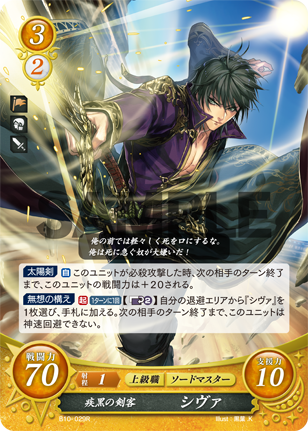 3
2
SAMPLE
俺の前では軽々しく死を口にするな。
俺は死に急ぐ奴が大嫌いだ!
太陽剣 自 このユニットが必殺攻撃した時、次の相手のターン終了
まで、このユニットの戦闘力は+20される。
無想の構え 起 1ターンに1回 【2】 自分の退避エリアから『シヴァ』を
1枚選び、手札に加える。次の相手のターン終了まで、このユニットは
神速回避できない。
戦闘力
70
射程 1 上級職 ソードマスター
支援力
10
疾黒の剣客 シヴァ
B10-029R
Illust: